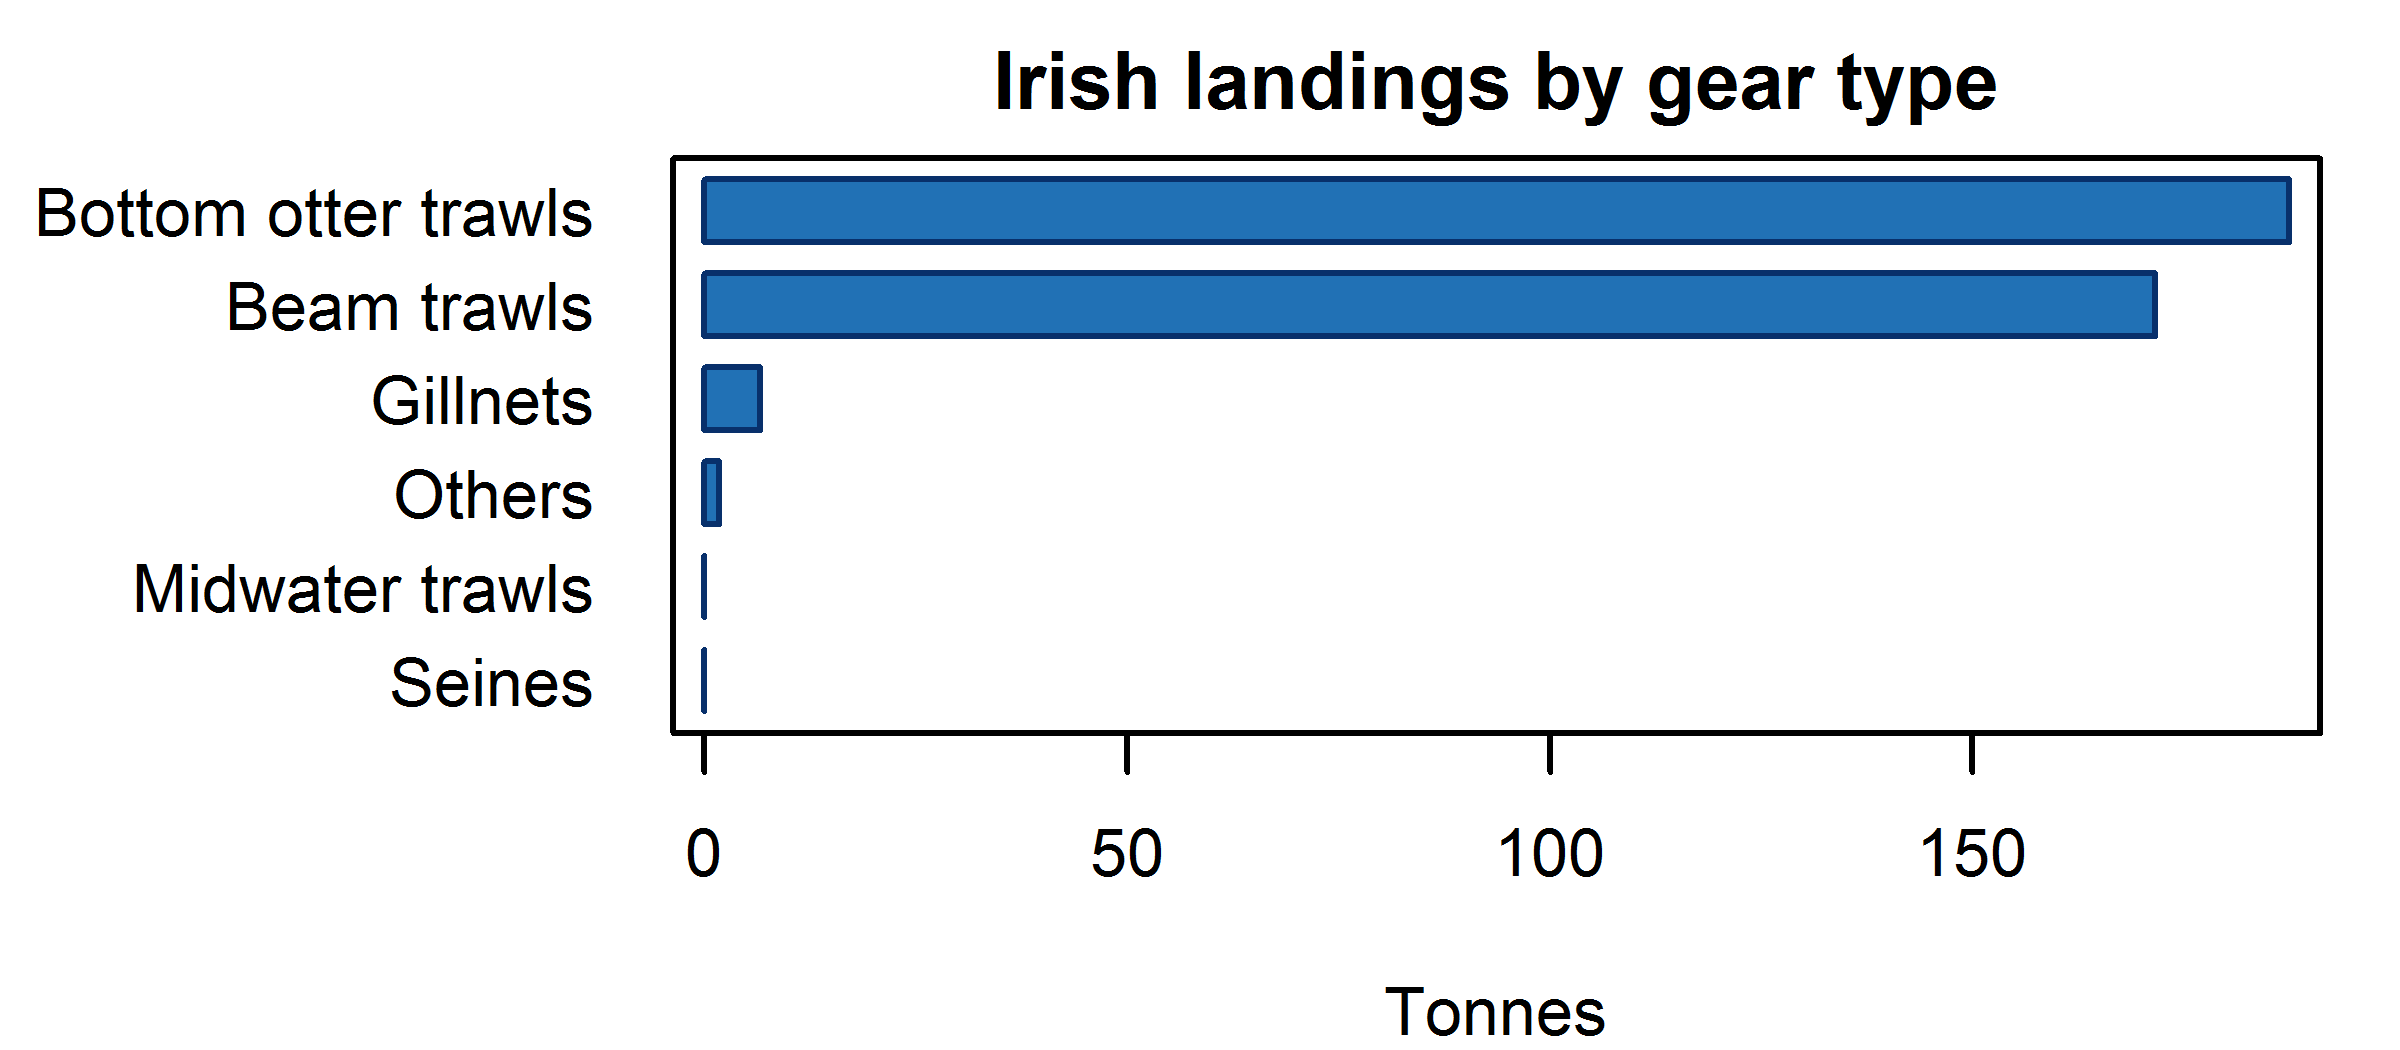 Irish landings by gear type
Bottom otter trawls
Beam trawls
Gillnets
Others
Midwater trawls
Seines
0 50 100 150
Tonnes